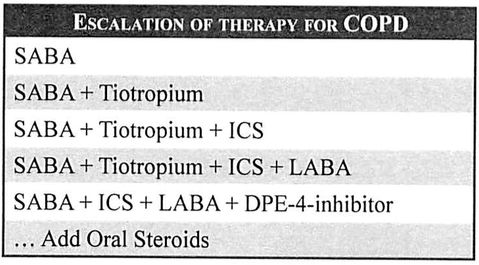 ESCALATION OF THERAPY FOR COPD
SABA
SABA + Tiotropium
SABA + Tiotropium + ICS
SABA + Tiotropium + ICS + LABA
SABA + ICS + LABA + DPE-4-inhibitor
… Add Oral Steroids